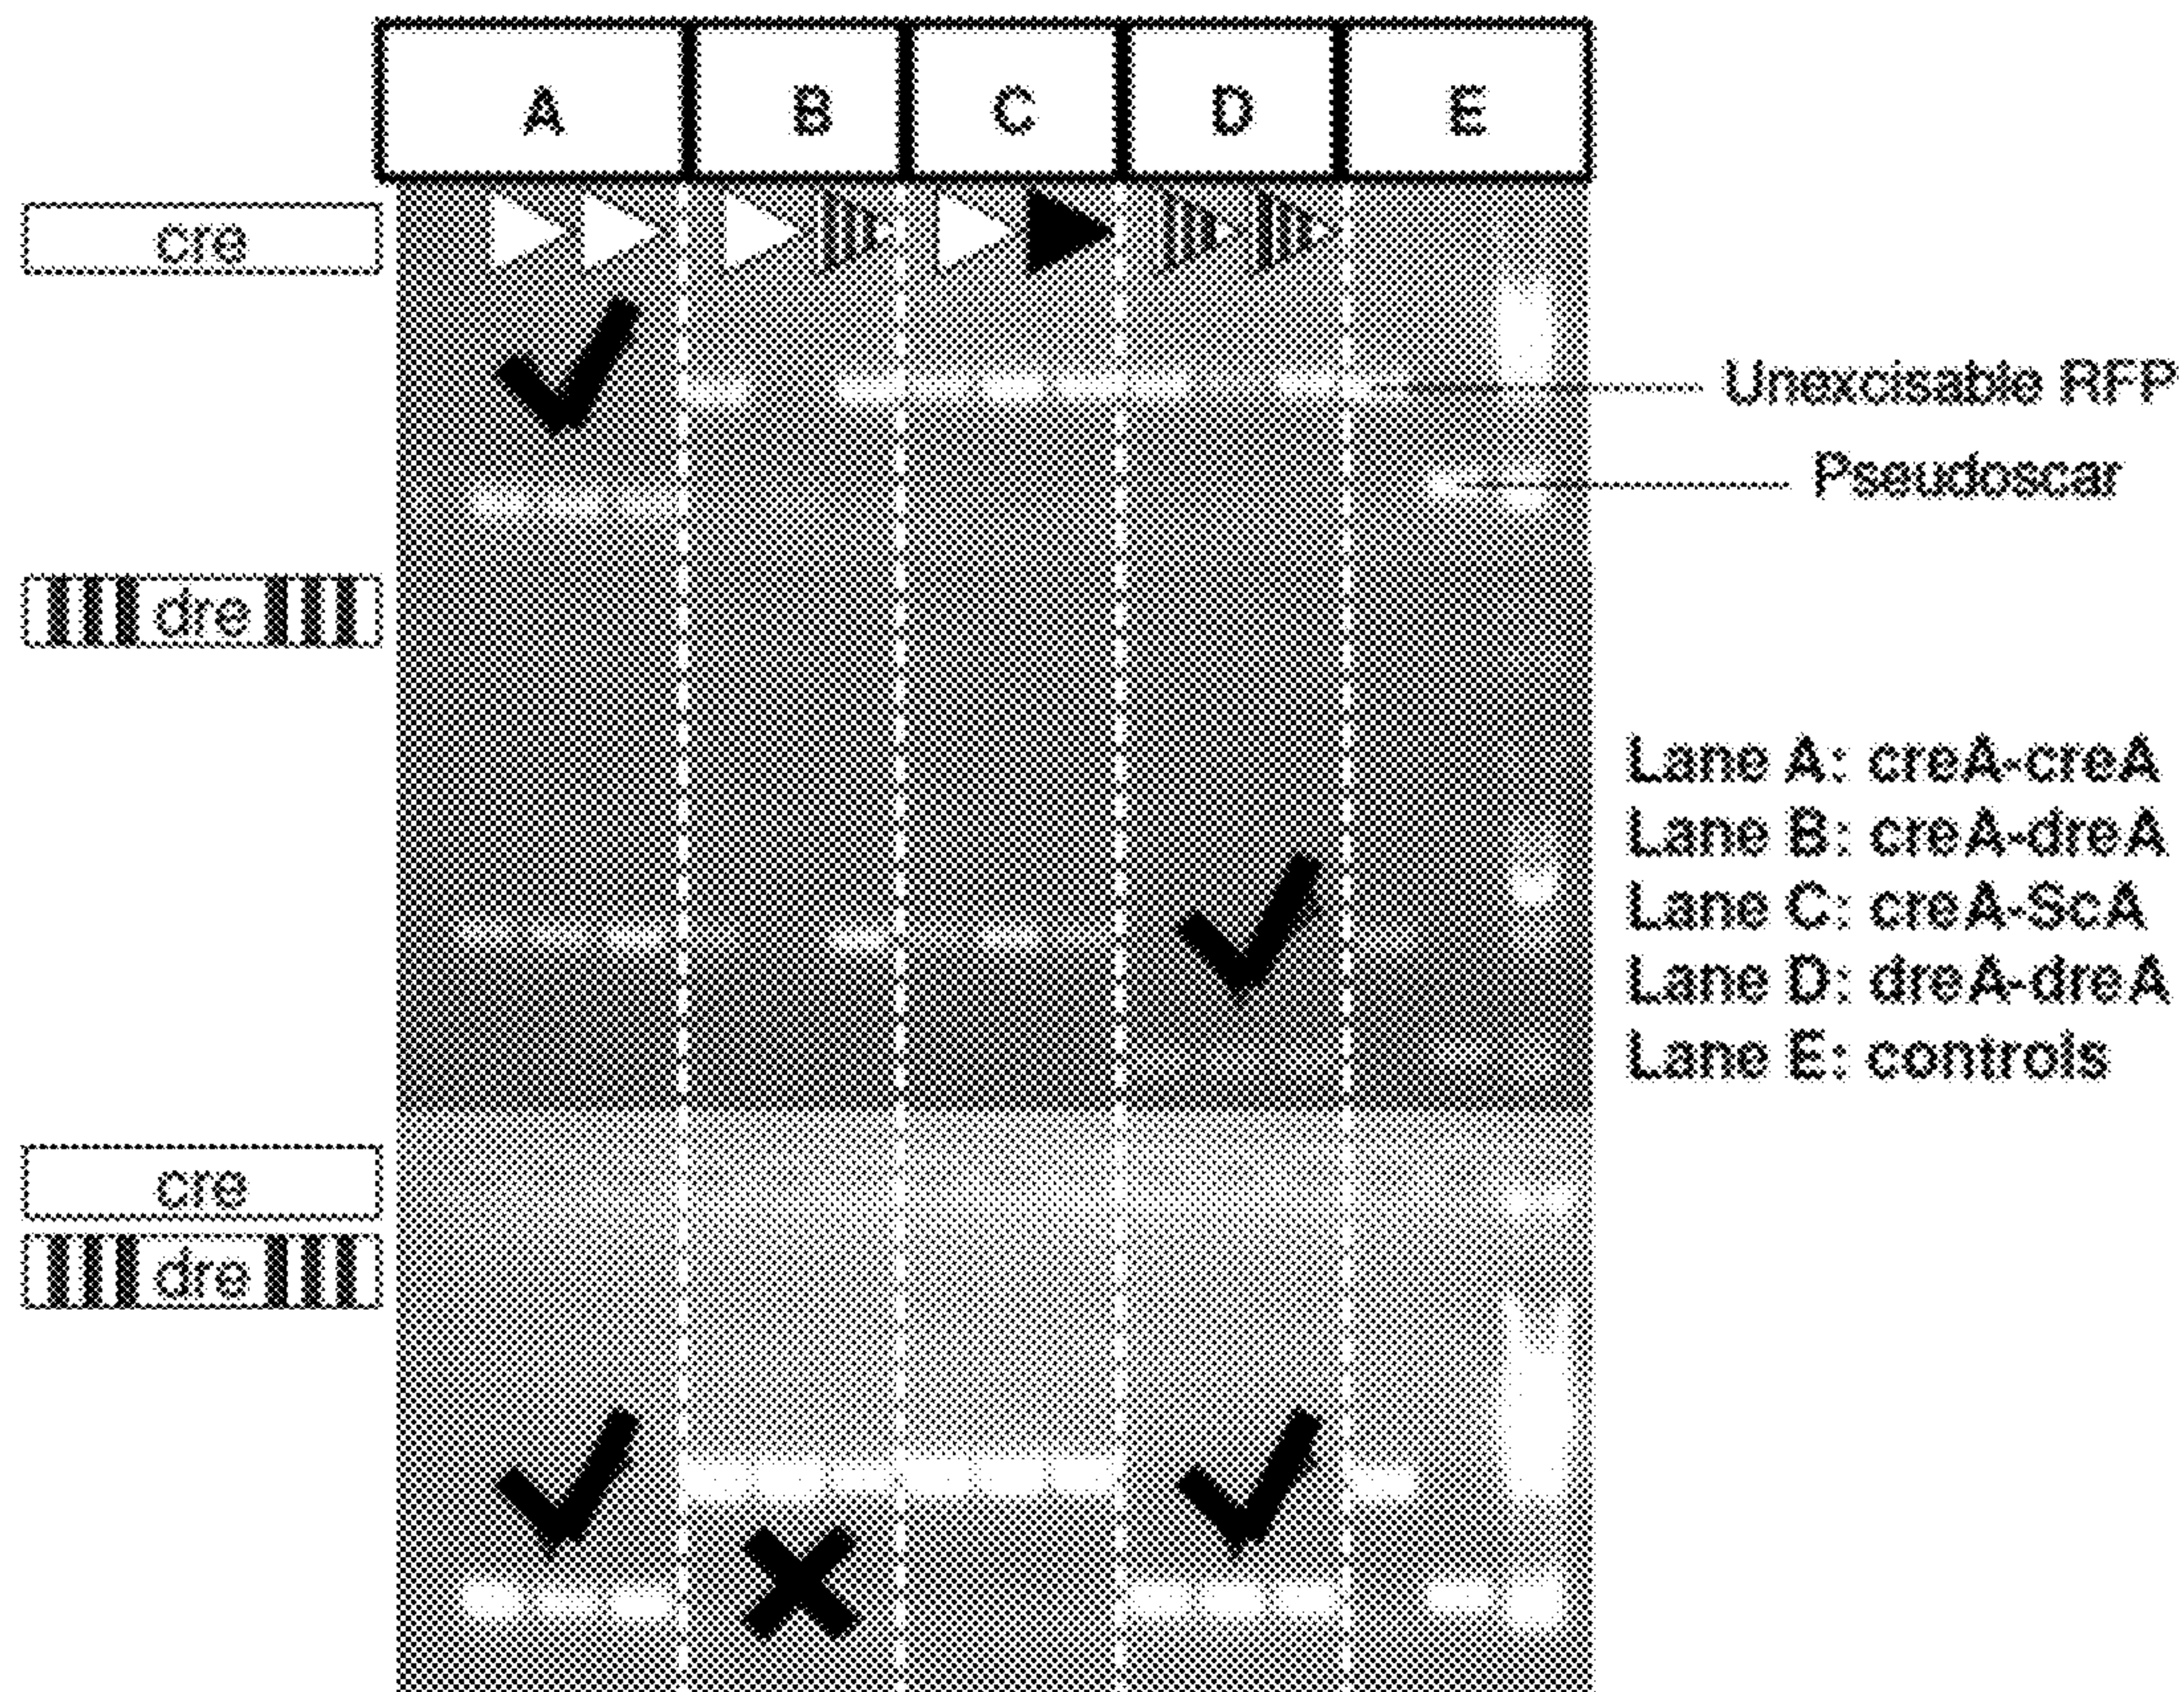 A B C D E
cre
Unexcisable RFP
Pseudoscar
dre
Lane A: creA-creA
Lane B: creA-dreA
Lane C: creA-ScA
Lane D: dreA-dreA
Lane E: controls
cre
dre